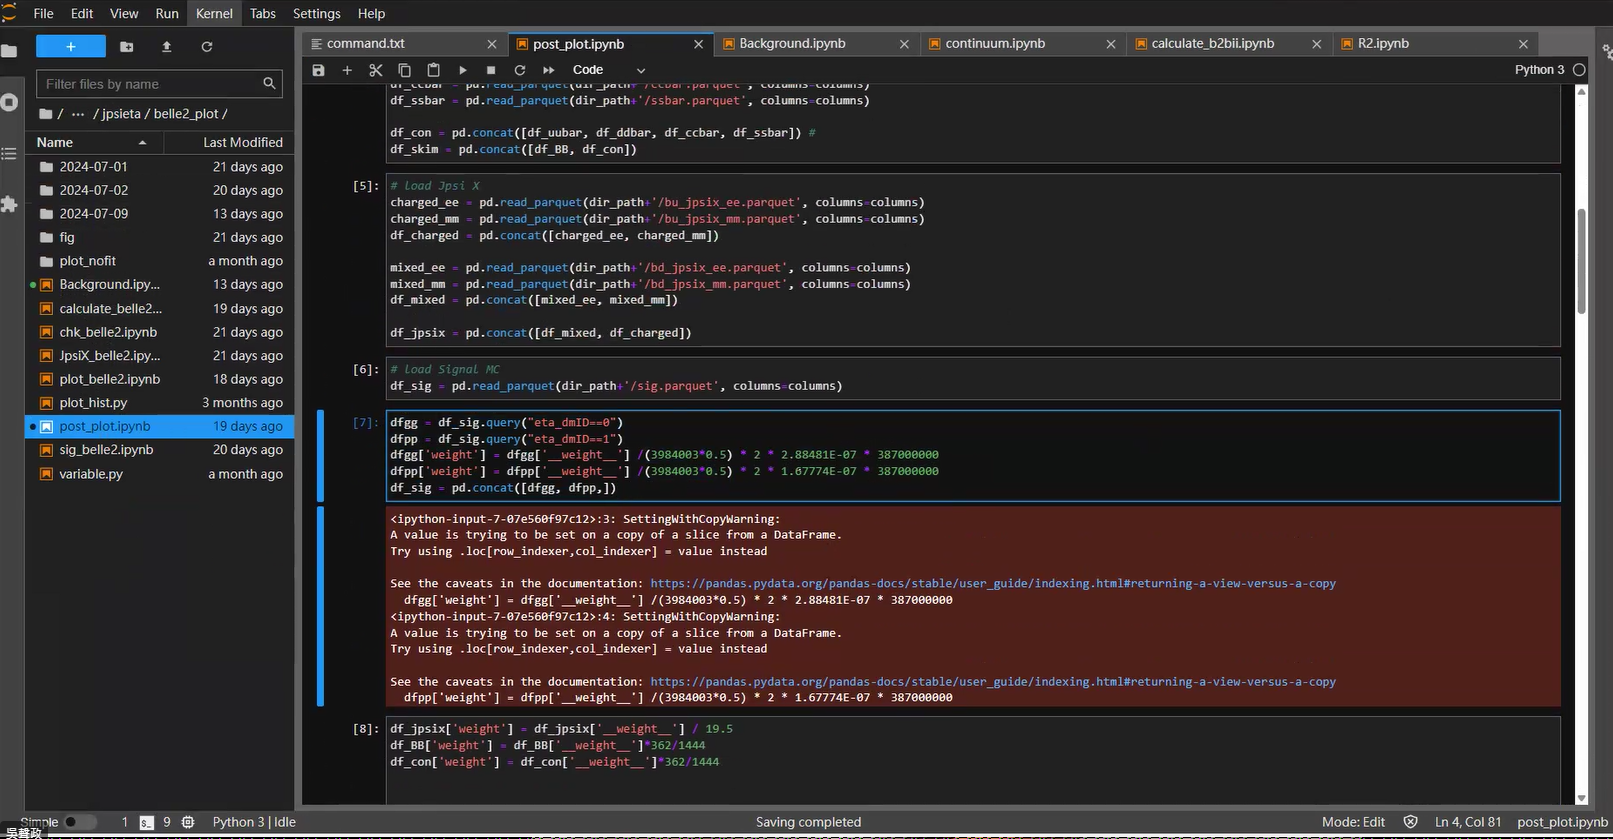 File Edit View Run Kernel Tabs Settings Help
command.txt post_plot.ipynb Background.ipynb continuum.ipynb calculate_b2bii.ipynb R2.ipynb
Code Python 3
Filter files by name
/ ··· / jpsieta / belle2_plot /
Name Last Modified
2024-07-01 21 days ago
2024-07-02 20 days ago
2024-07-09 13 days ago
fig 21 days ago
plot_nofit a month ago
Background.ipy... 13 days ago
calculate_belle2... 19 days ago
chk_belle2.ipynb 21 days ago
JpsiX_belle2.ipy... 21 days ago
plot_belle2.ipynb 18 days ago
plot_hist.py 3 months ago
post_plot.ipynb 19 days ago
sig_belle2.ipynb 20 days ago
variable.py a month ago
df_ccbar = pd.read_parquet(dir_path+'/ccbar.parquet', columns=columns)
df_ssbar = pd.read_parquet(dir_path+'/ssbar.parquet', columns=columns)
df_con = pd.concat([df_uubar, df_ddbar, df_ccbar, df_ssbar]) #
df_skim = pd.concat([df_BB, df_con])
[5]: # load Jpsi X
charged_ee = pd.read_parquet(dir_path+'/bu_jpsix_ee.parquet', columns=columns)
charged_mm = pd.read_parquet(dir_path+'/bu_jpsix_mm.parquet', columns=columns)
df_charged = pd.concat([charged_ee, charged_mm])
mixed_ee = pd.read_parquet(dir_path+'/bd_jpsix_ee.parquet', columns=columns)
mixed_mm = pd.read_parquet(dir_path+'/bd_jpsix_mm.parquet', columns=columns)
df_mixed = pd.concat([mixed_ee, mixed_mm])
df_jpsix = pd.concat([df_mixed, df_charged])
[6]: # load Signal MC
df_sig = pd.read_parquet(dir_path+'/sig.parquet', columns=columns)
[7]: dfgg = df_sig.query("eta_dmID==0")
dfpp = df_sig.query("eta_dmID==1")
dfgg['weight'] = dfgg['__weight__'] /(3984003*0.5) * 2 * 2.88481E-07 * 387000000
dfpp['weight'] = dfpp['__weight__'] /(3984003*0.5) * 2 * 1.67774E-07 * 387000000
df_sig = pd.concat([dfgg, dfpp,])
<ipython-input-7-07e560f97c12>:3: SettingWithCopyWarning:
A value is trying to be set on a copy of a slice from a DataFrame.
Try using .loc[row_indexer,col_indexer] = value instead
See the caveats in the documentation: https://pandas.pydata.org/pandas-docs/stable/user_guide/indexing.html#returning-a-view-versus-a-copy
dfgg['weight'] = dfgg['__weight__'] /(3984003*0.5) * 2 * 2.88481E-07 * 387000000
<ipython-input-7-07e560f97c12>:4: SettingWithCopyWarning:
A value is trying to be set on a copy of a slice from a DataFrame.
Try using .loc[row_indexer,col_indexer] = value instead
See the caveats in the documentation: https://pandas.pydata.org/pandas-docs/stable/user_guide/indexing.html#returning-a-view-versus-a-copy
dfpp['weight'] = dfpp['__weight__'] /(3984003*0.5) * 2 * 1.67774E-07 * 387000000
[8]: df_jpsix['weight'] = df_jpsix['__weight__'] / 19.5
df_BB['weight'] = df_BB['__weight__']*362/1444
df_con['weight'] = df_con['__weight__']*362/1444
Simple 1 9 Python 3 | Idle Saving completed Mode: Edit Ln 4, Col 81 post_plot.ipynb
吳聲政